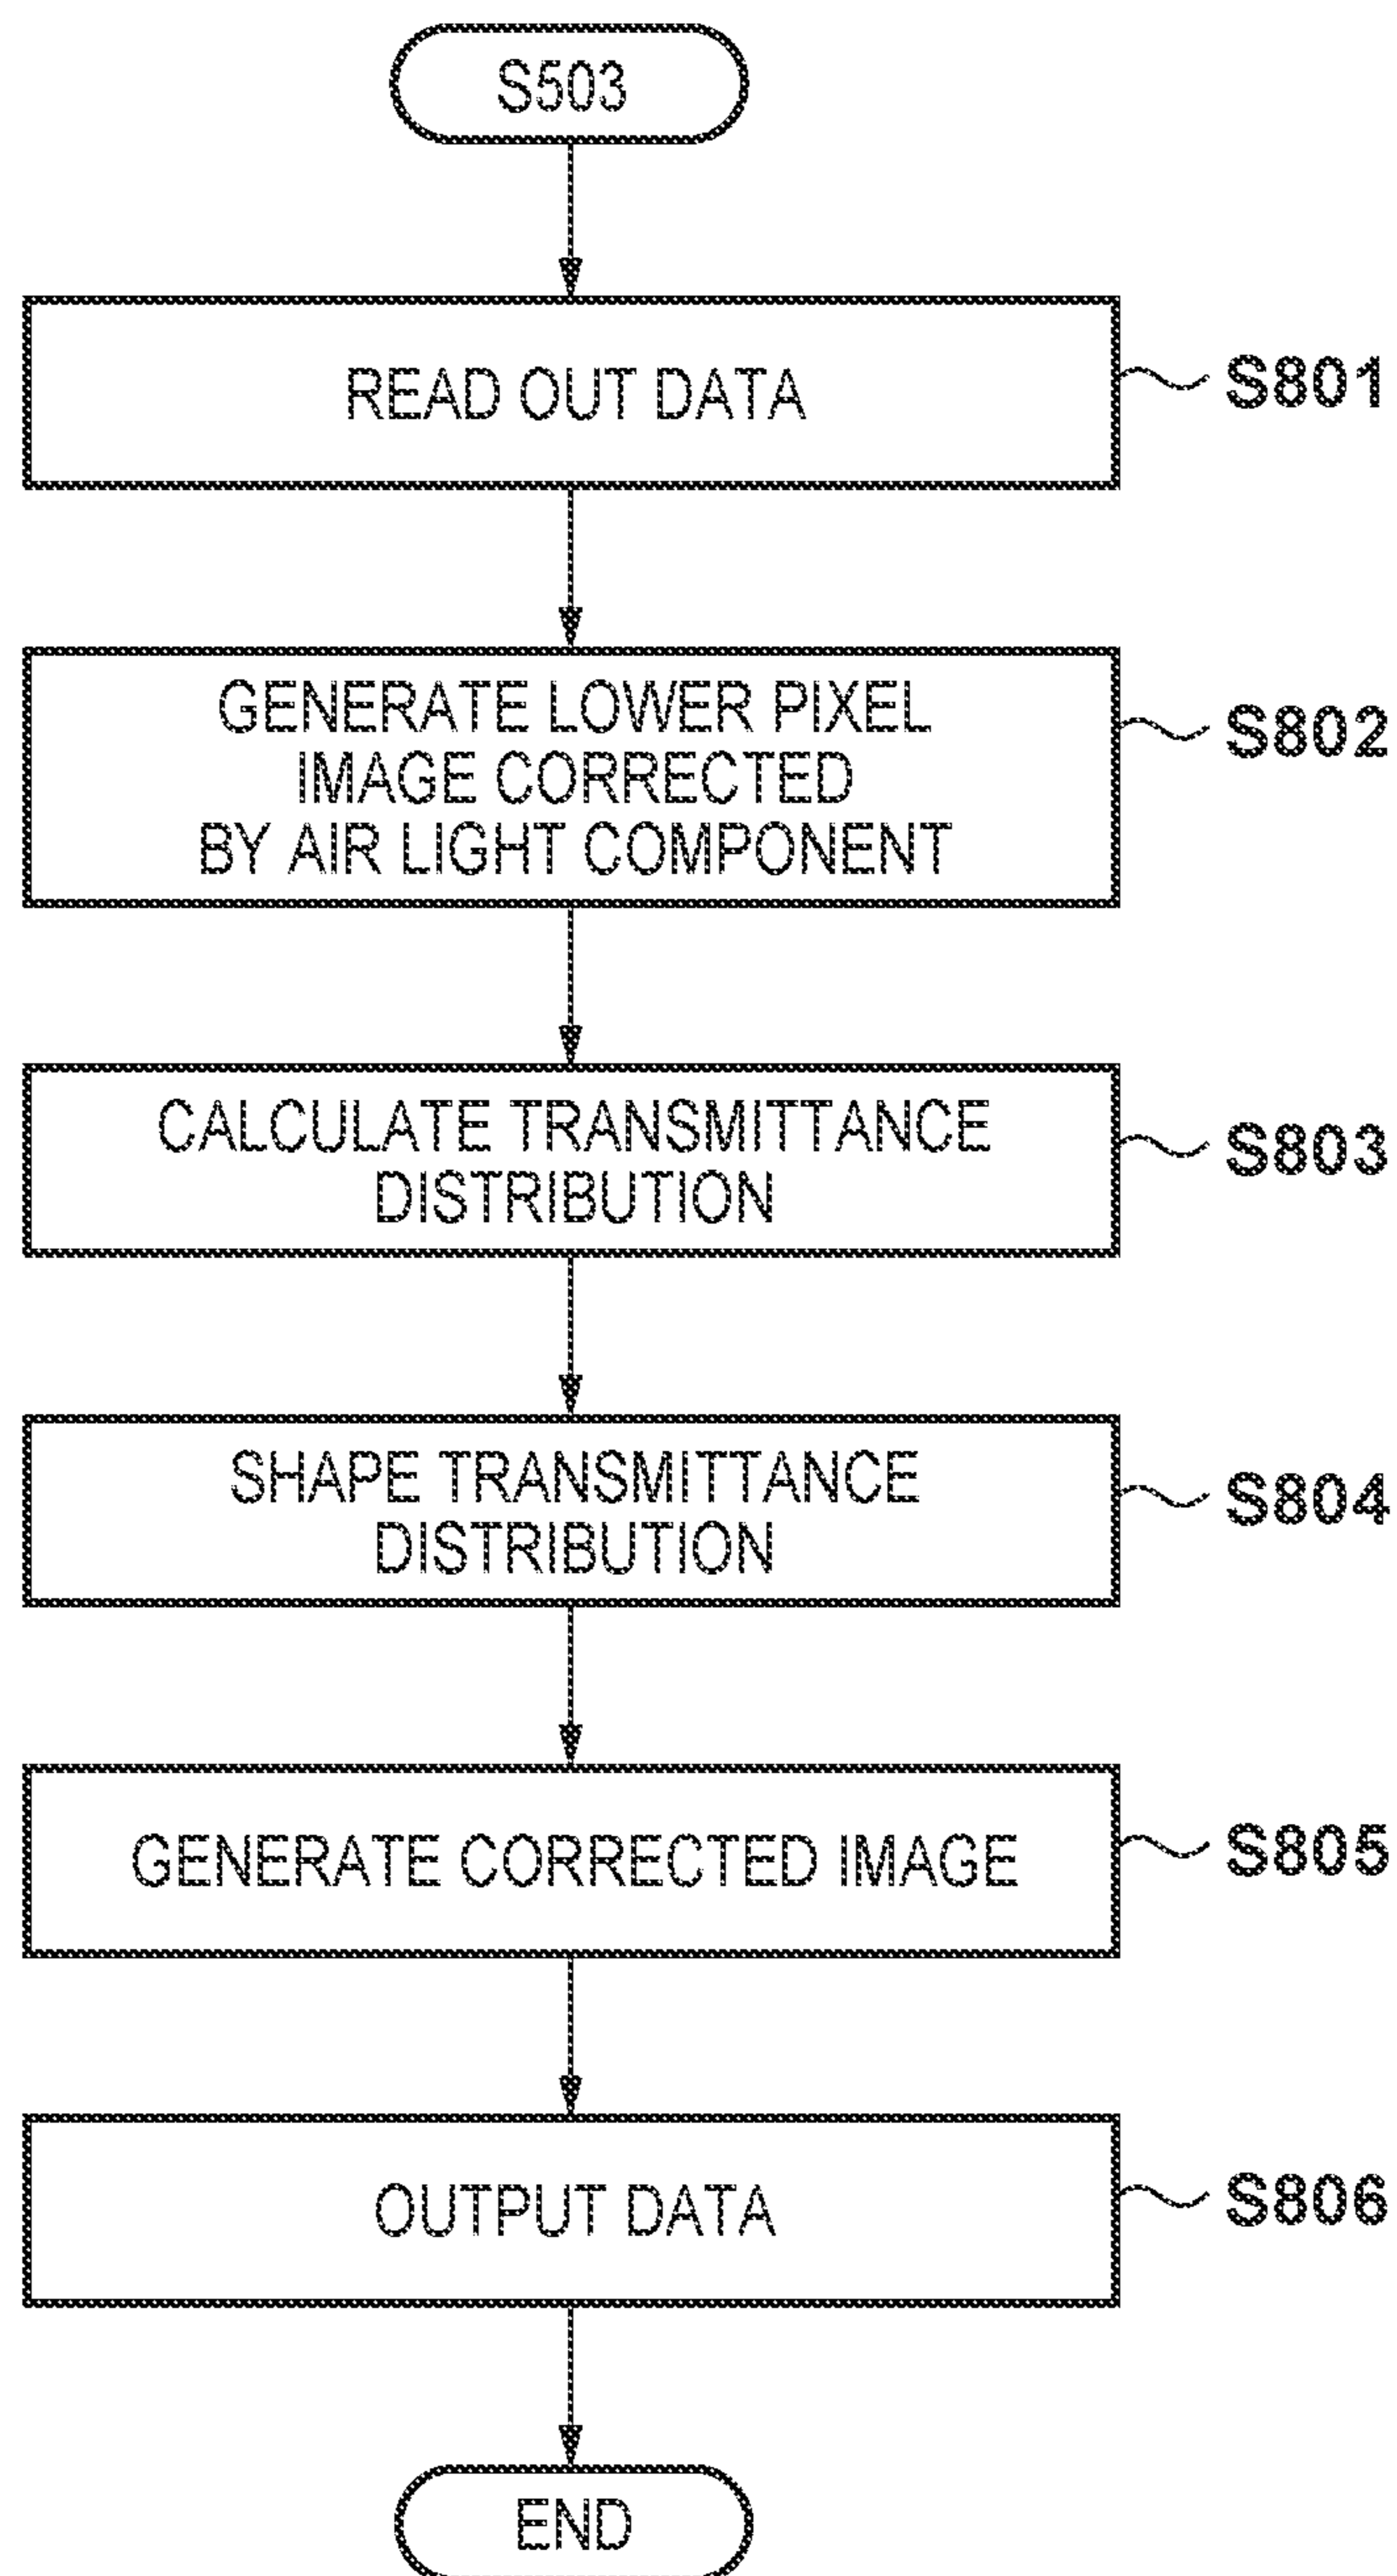 S503
READ OUT DATA
S801
GENERATE LOWER PIXEL
IMAGE CORRECTED
BY AIR LIGHT COMPONENT
S802
CALCULATE TRANSMITTANCE
DISTRIBUTION
S803
SHAPE TRANSMITTANCE
DISTRIBUTION
S804
GENERATE CORRECTED IMAGE
S805
OUTPUT DATA
S806
END